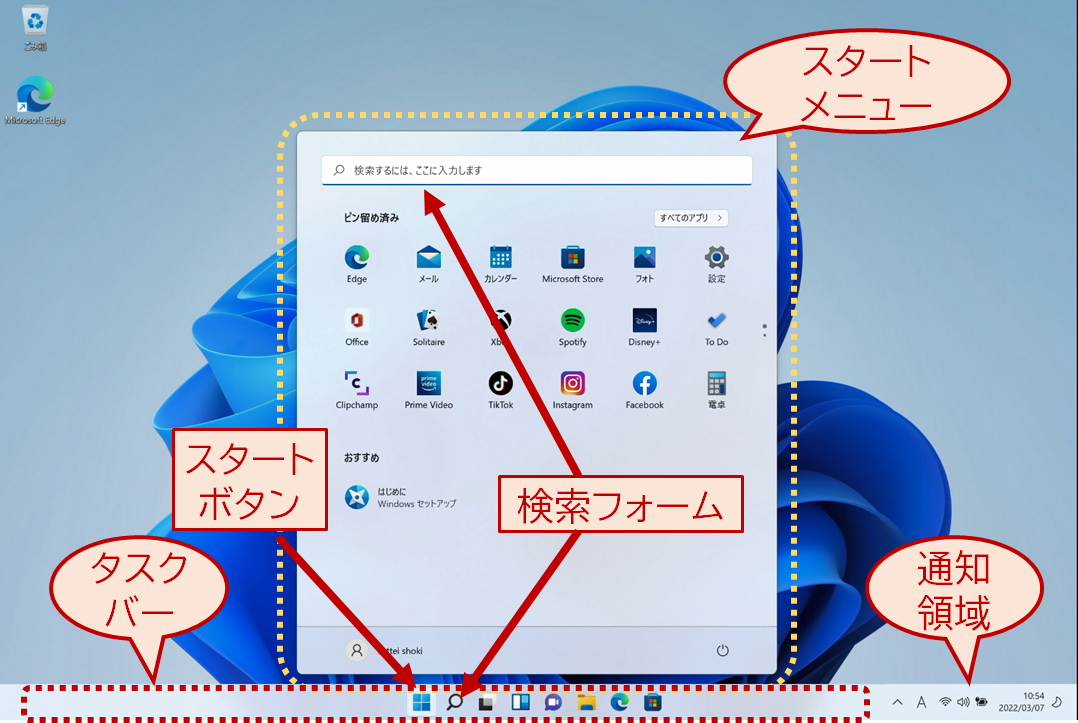 ごみ箱
Microsoft Edge
スタート
メニュー
検索するには、ここに入力します
ピン留め済み
すべてのアプリ
Edge
メール
カレンダー
Microsoft Store
フォト
設定
Office
Solitaire
Spotify
Disney+
To Do
Clipchamp
prime video
Prime Video
TikTok
Instagram
Facebook
電卓
おすすめ
はじめに
Windows セットアップ
スタート
ボタン
検索フォーム
タスク
バー
通知
領域
shoki
A
10:54
2022/03/07